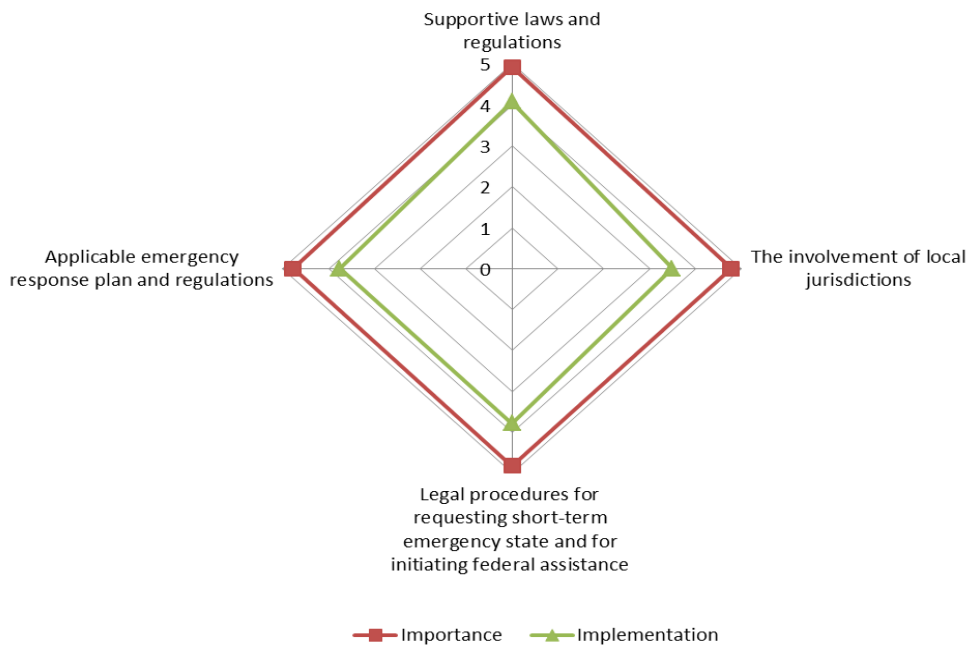 Supportive laws and
regulations
5
4
3
2
1
0
Applicable emergency
response plan and regulations
The involvement of local
jurisdictions
Legal procedures for
requesting short-term
emergency state and for
initiating federal assistance
Importance
Implementation